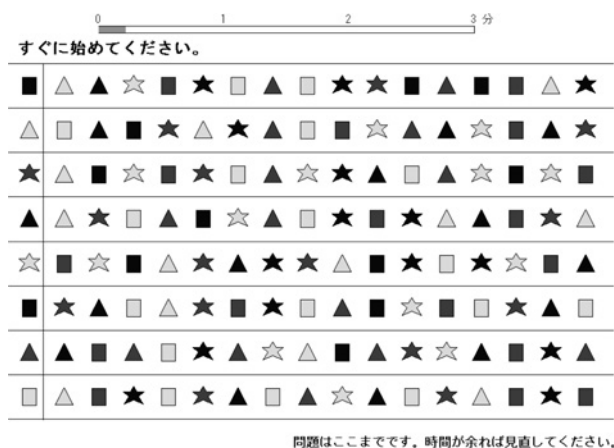 0 1 2 3 分
すぐに始めてください。
問題はここまでです。時間が余れば見直してください。